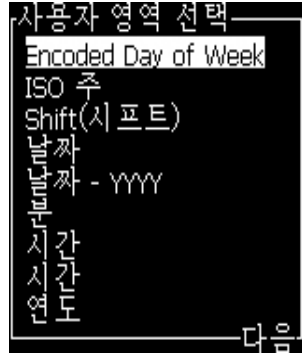 사용자 영역 선택
Encoded Day of Week
ISO 주
Shift(시 프트)
날짜
날짜 - YYYY
분
시간
시간
연도
다음